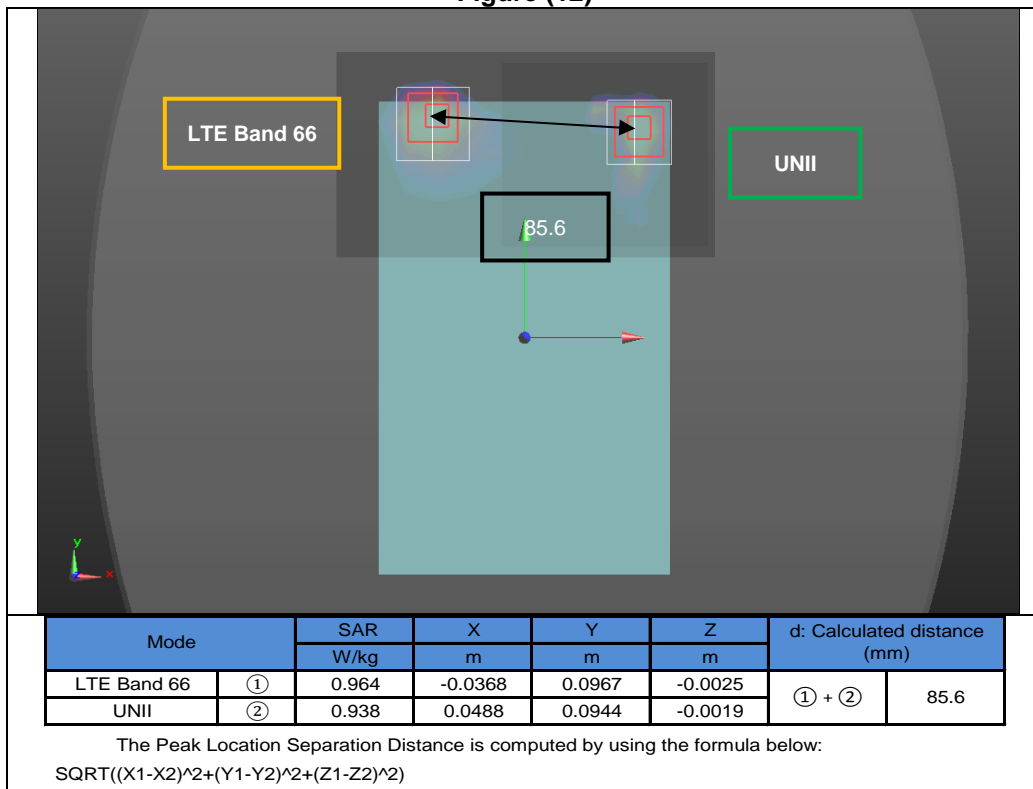 LTE Band 66
UNII
85.6
y
x
Mode SAR X Y Z d: Calculated distance (mm)
W/kg m m m
LTE Band 66 ① 0.964 -0.0368 0.0967 -0.0025 ① + ② 85.6
UNII ② 0.938 0.0488 0.0944 -0.0019
The Peak Location Separation Distance is computed by using the formula below:
SQRT((X1-X2)^2+(Y1-Y2)^2+(Z1-Z2)^2)